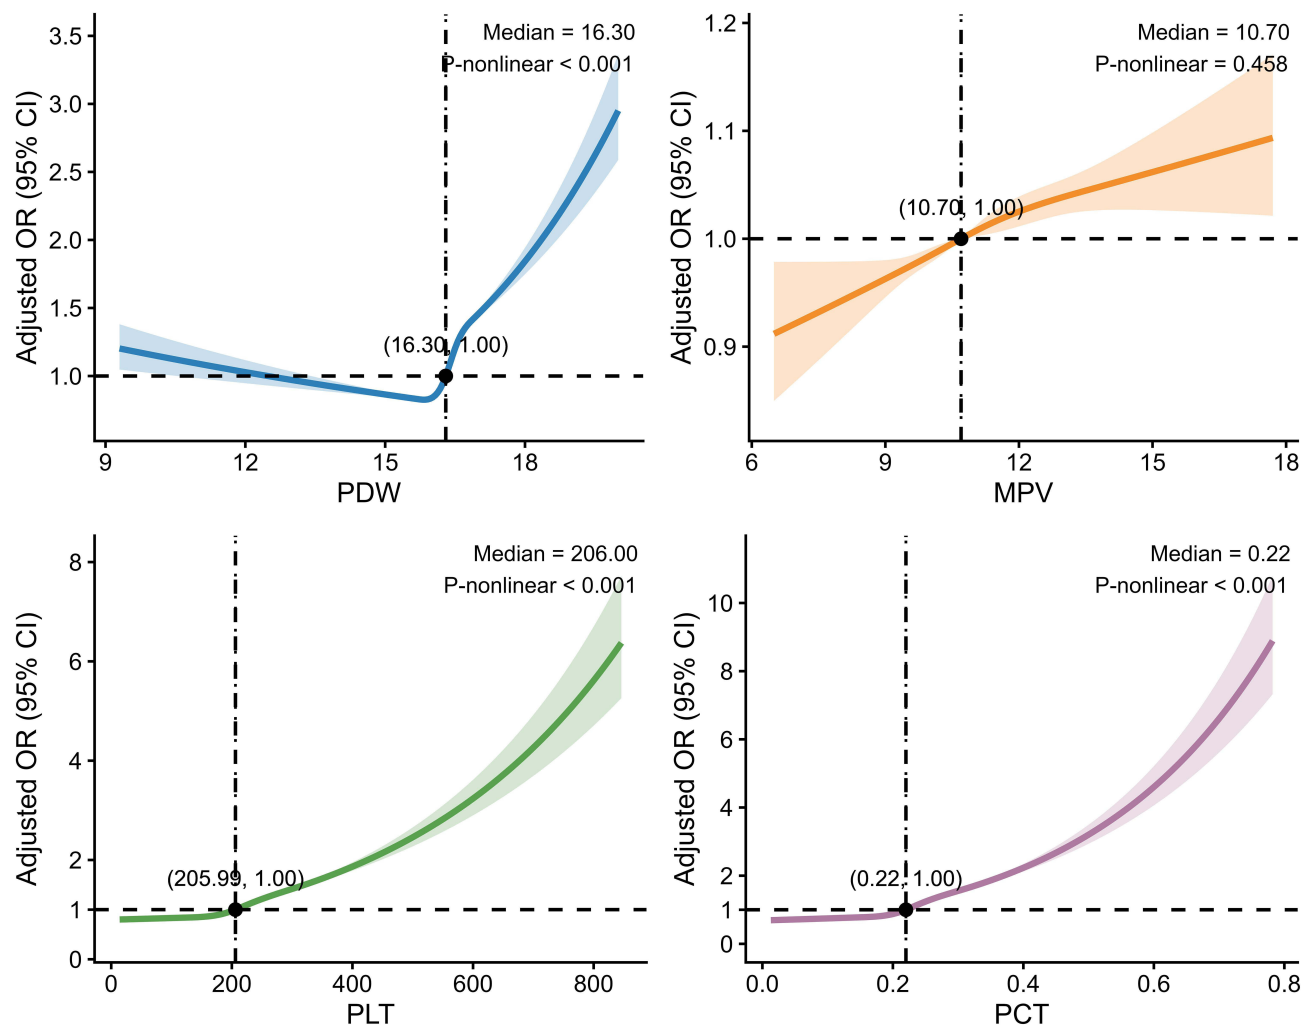 Median = 16.30
P-nonlinear < 0.001
(16.30, 1.00)
Adjusted OR (95% CI)
3.5
3.0
2.5
2.0
1.5
1.0
9 12 15 18
PDW
Median = 10.70
P-nonlinear = 0.458
(10.70, 1.00)
Adjusted OR (95% CI)
1.2
1.1
1.0
0.9
6 9 12 15 18
MPV
Median = 206.00
P-nonlinear < 0.001
(205.99, 1.00)
Adjusted OR (95% CI)
8
6
4
2
1
0
0 200 400 600 800
PLT
Median = 0.22
P-nonlinear < 0.001
(0.22, 1.00)
Adjusted OR (95% CI)
10
8
6
4
2
1
0
0.0 0.2 0.4 0.6 0.8
PCT